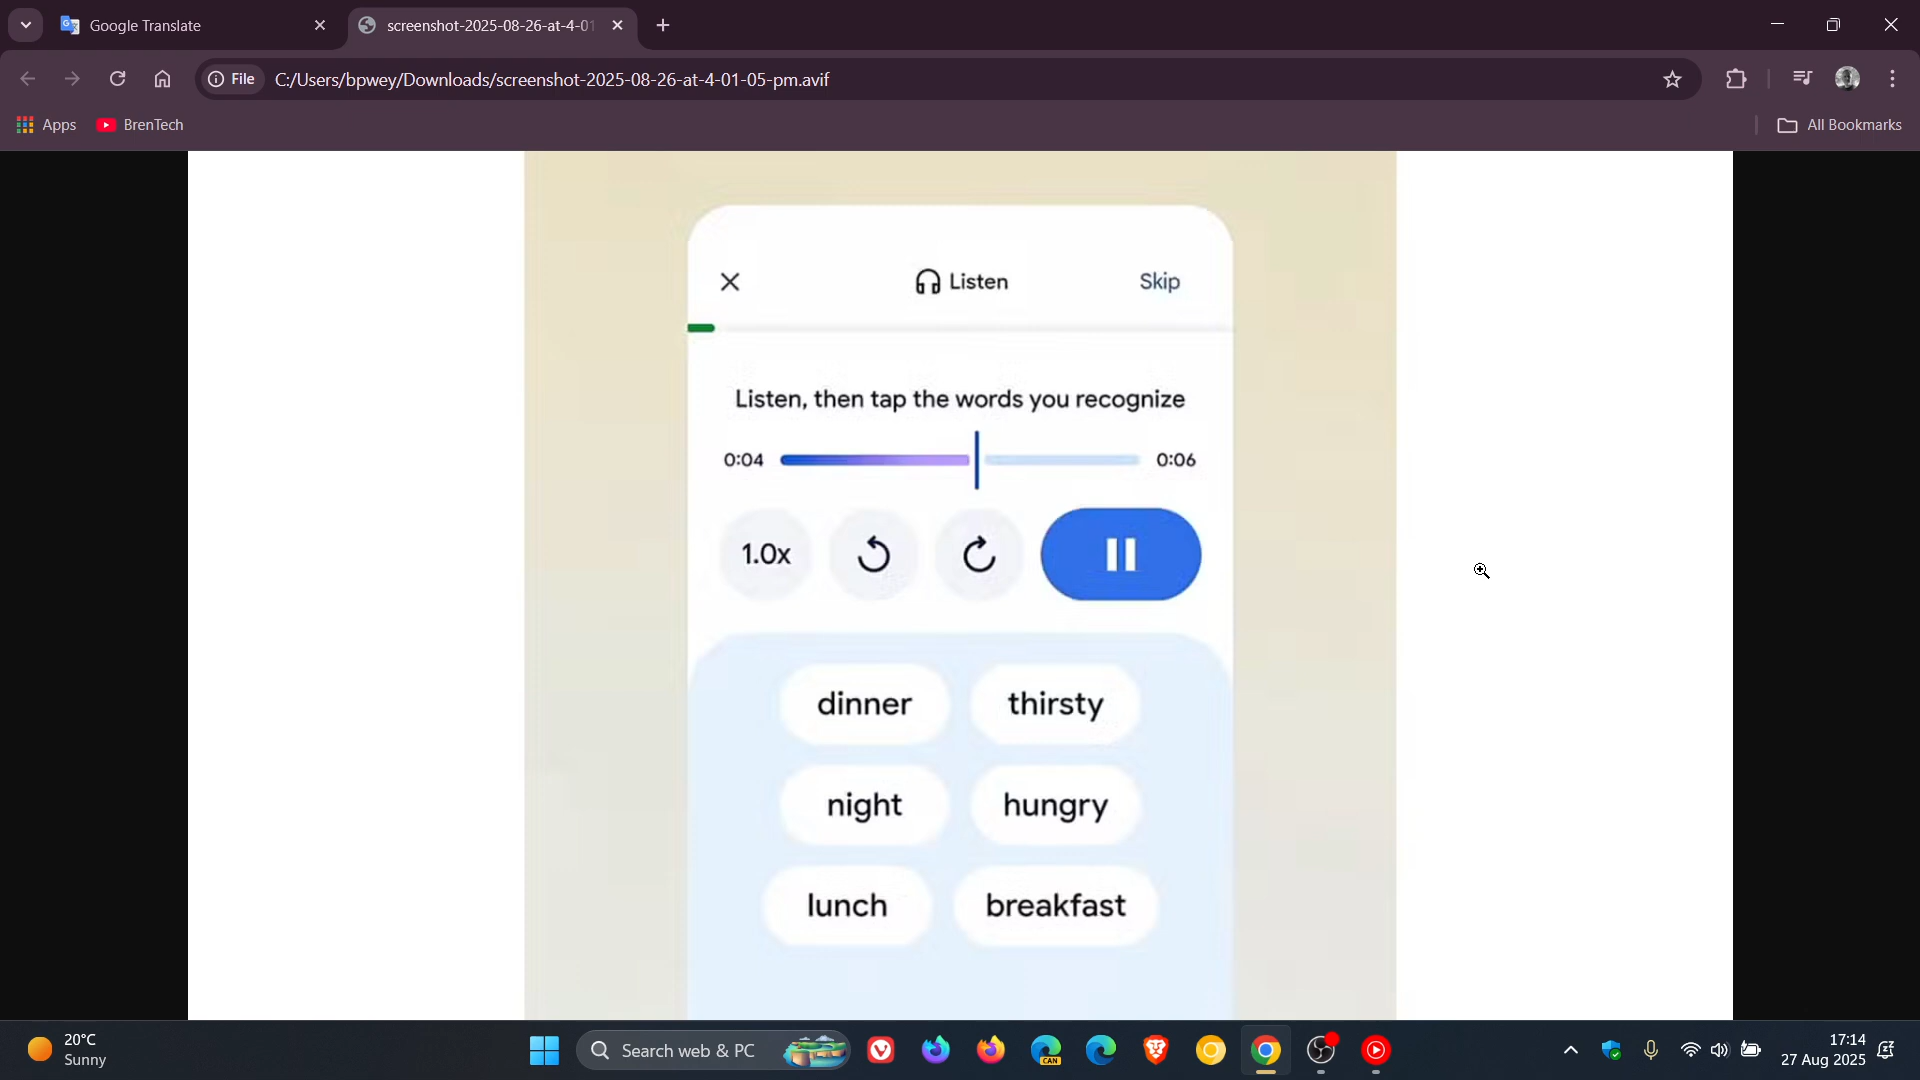 Google Translate
screenshot-2025-08-26-at-4-01
File
C:/Users/bpwey/Downloads/screenshot-2025-08-26-at-4-01-05-pm.avif
Apps
BrenTech
All Bookmarks
Listen
Skip
Listen, then tap the words you recognize
0:04
0:06
1.0x
dinner
thirsty
night
hungry
lunch
breakfast
20°C
Sunny
Search web & PC
CAN
17:14
27 Aug 2025